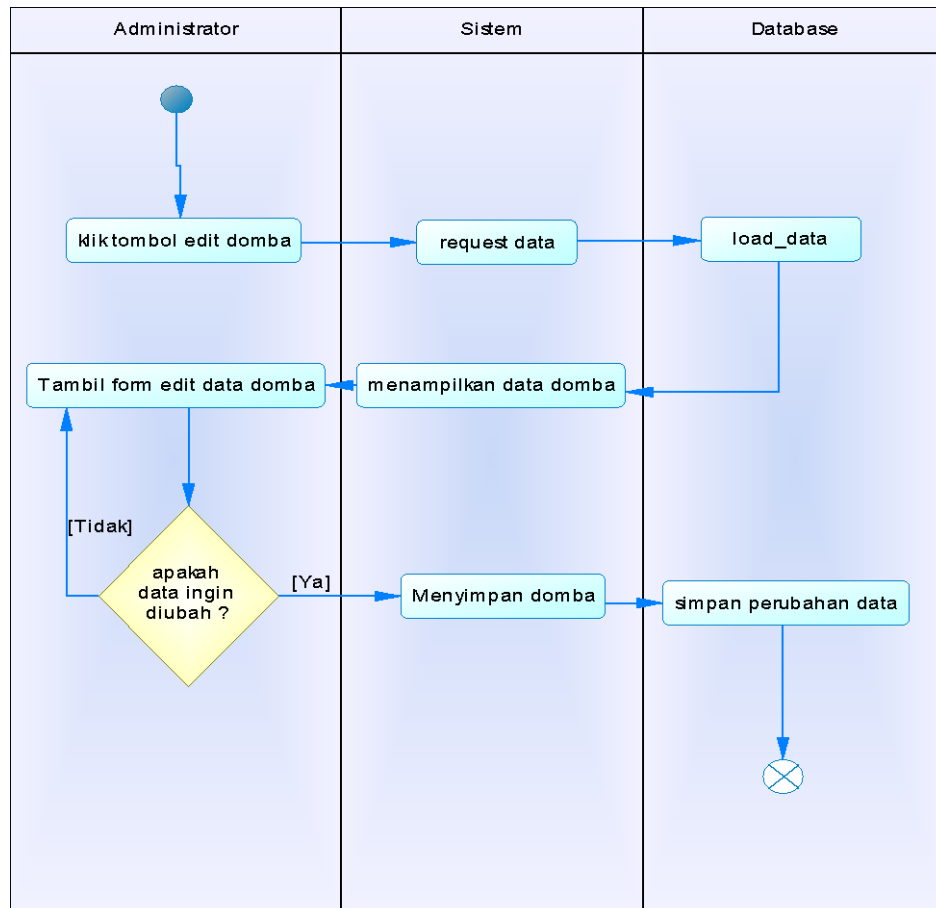 Administrator
Sistem
Database
klik tombol edit domba
request data
load_data
Tambil form edit data domba
menampilkan data domba
[Tidak]
apakah
data ingin
diubah ?
[Ya]
Menyimpan domba
simpan perubahan data